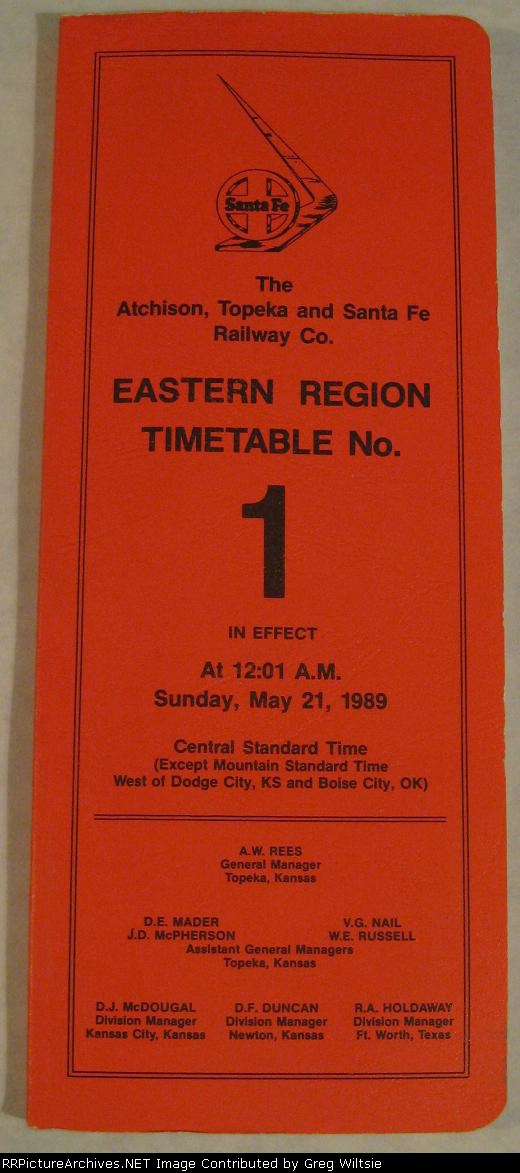 Santa Fe
The
Atchison, Topeka and Santa Fe
Railway Co.
EASTERN REGION
TIMETABLE No.
1
IN EFFECT
At 12:01 A.M.
Sunday, May 21, 1989
Central Standard Time
(Except Mountain Standard Time
West of Dodge City, KS and Boise City, OK)
A.W. REES
General Manager
Topeka, Kansas
D.E. MADER V.G. NAIL
J.D. McPHERSON W.E. RUSSELL
Assistant General Managers
Topeka, Kansas
D.J. McDOUGAL D.F. DUNCAN R.A. HOLDAWAY
Division Manager Division Manager Division Manager
Kansas City, Kansas Newton, Kansas Ft. Worth, Texas
RRPictureArchives.NET Image Contributed by Greg Wiltsie